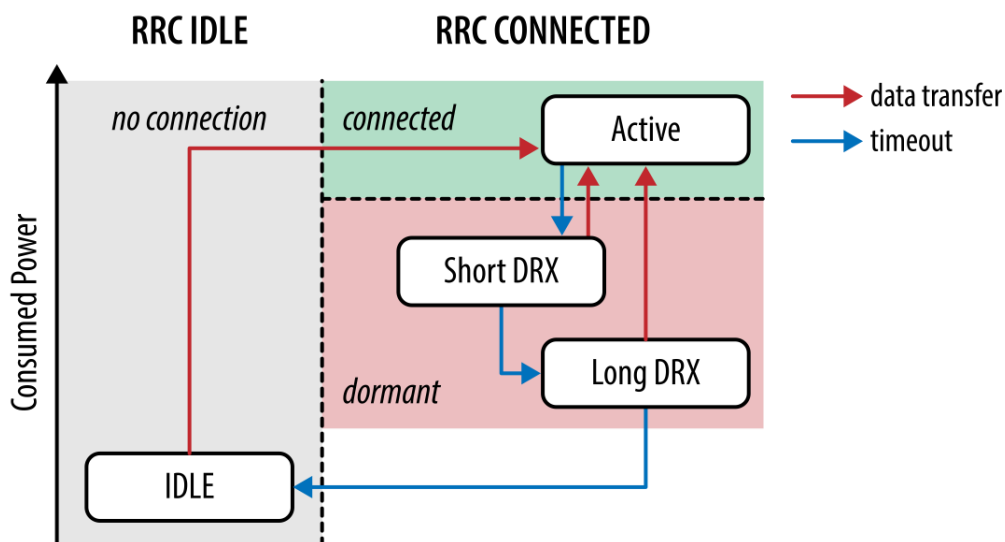 RRC IDLE
RRC CONNECTED
no connection
connected
Active
data transfer
timeout
Consumed Power
Short DRX
Long DRX
dormant
IDLE